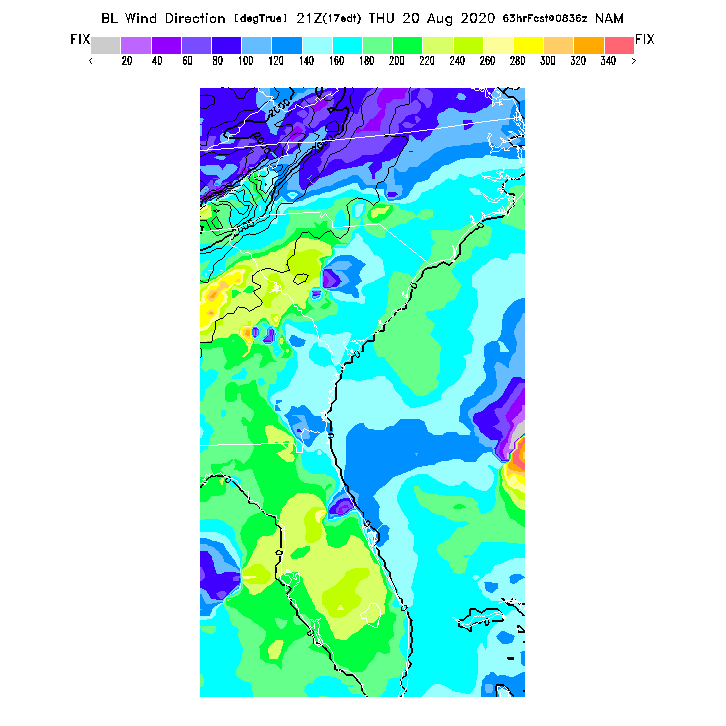 BL Wind Direction [degTrue] 21Z(17edt) THU 20 Aug 2020 63hrFcst@0836z NAM
FIX FIX
< 20 40 60 80 100 120 140 160 180 200 220 240 260 280 300 320 340 >
2000